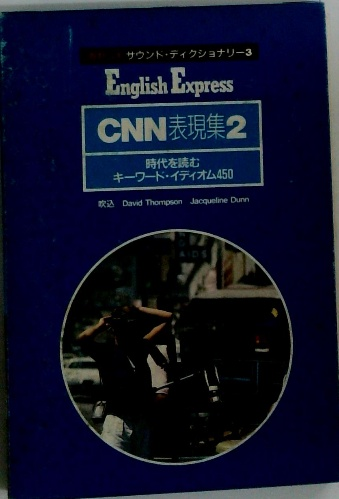 サウンド・ディクショナリー3
English Express
CNN表現集2
時代を読む
キーワード・イディオム450
吹込 David Thompson Jacqueline Dunn
AIDS